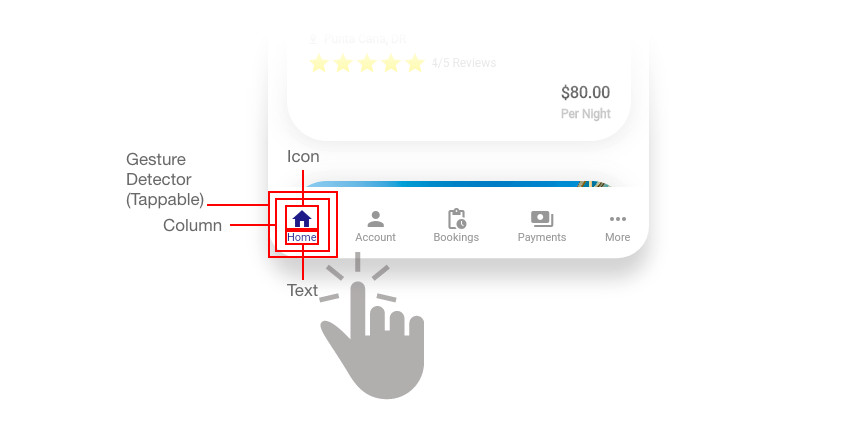 Punta Cana, DR
4/5 Reviews
$80.00
Per Night
Gesture
Detector
(Tappable)
Icon
Column
Home
Account
Bookings
Payments
More
Text